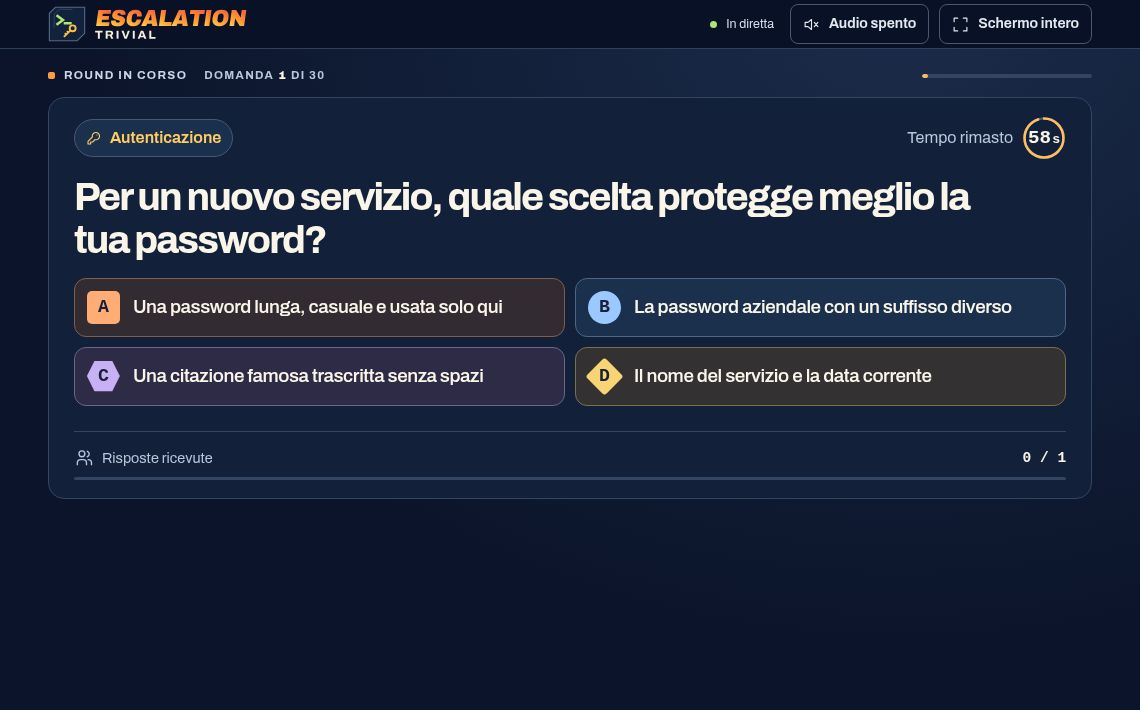 ESCALATION
TRIVIAL
In diretta
Audio spento
Schermo intero
ROUND IN CORSO
DOMANDA 1 DI 30
Autenticazione
Tempo rimasto
58s
Per un nuovo servizio, quale scelta protegge meglio la
tua password?
A Una password lunga, casuale e usata solo qui
B La password aziendale con un suffisso diverso
C Una citazione famosa trascritta senza spazi
D Il nome del servizio e la data corrente
Risposte ricevute
0 / 1